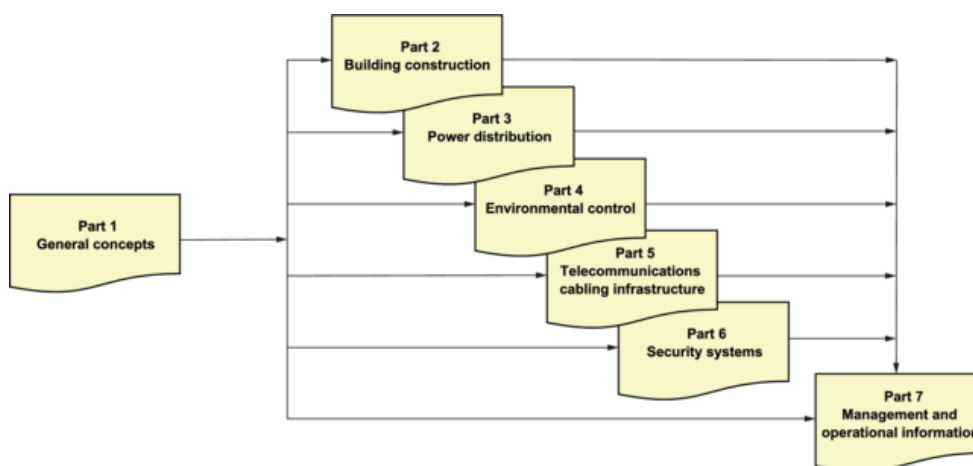 Part 2
Building construction
Part 3
Power distribution
Part 4
Environmental control
Part 1
General concepts
Part 5
Telecommunications
cabling infrastructure
Part 6
Security systems
Part 7
Management and
operational information